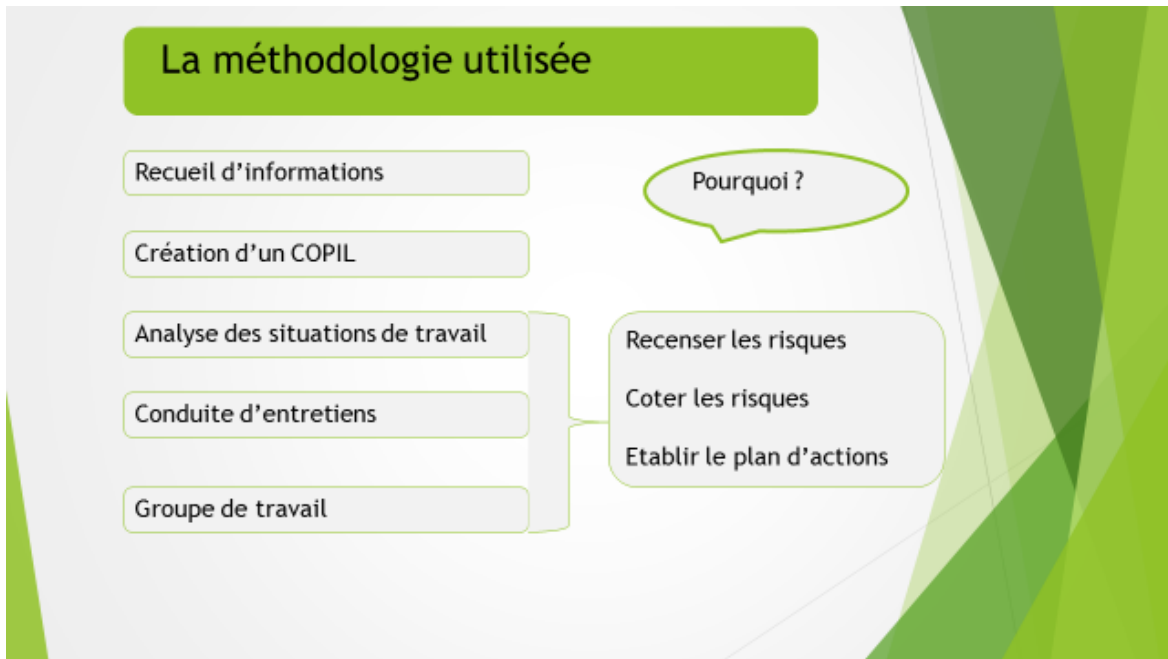 La méthodologie utilisée
Recueil d'informations
Pourquoi ?
Création d'un COPIL
Analyse des situations de travail
Conduite d'entretiens
Groupe de travail
Recenser les risques
Coter les risques
Etablir le plan d'actions